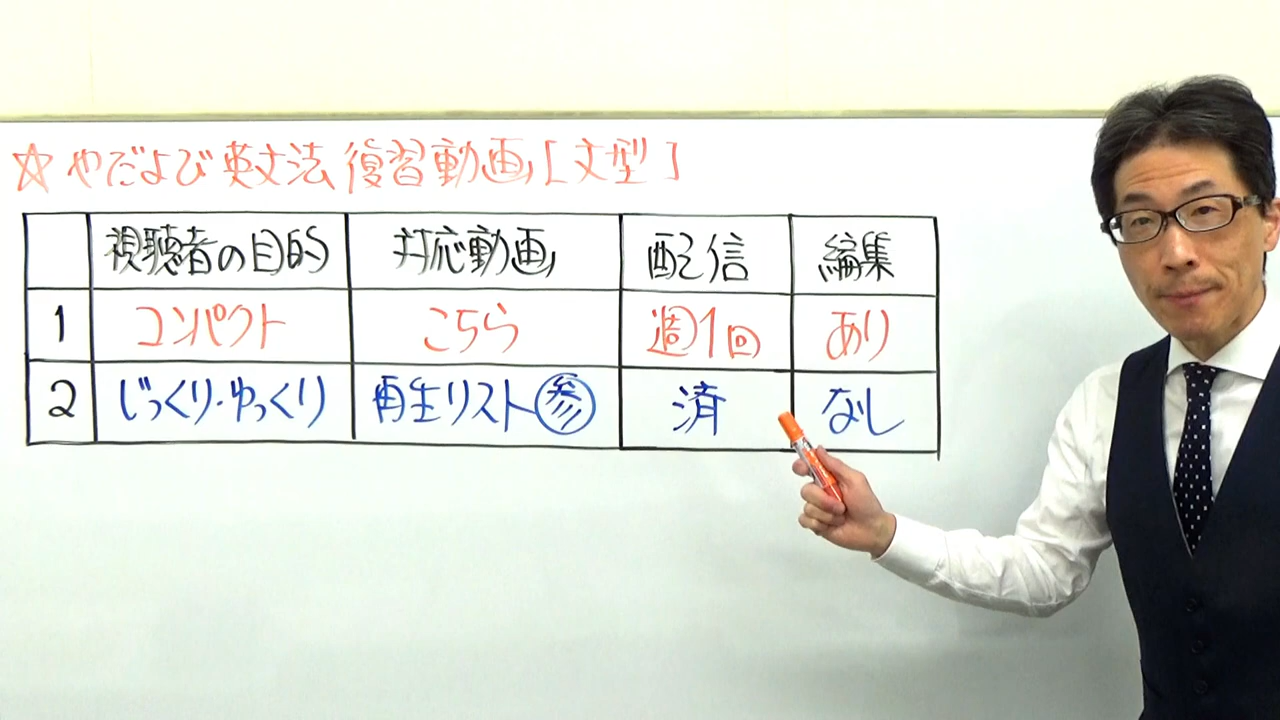 ☆やだよび英文法復習動画[文型]
視聴者の目的 対応動画 配信 編集
1 コンパクト こちら 週1回 あり
2 じっくり・ゆっくり 再生リスト参 済 なし